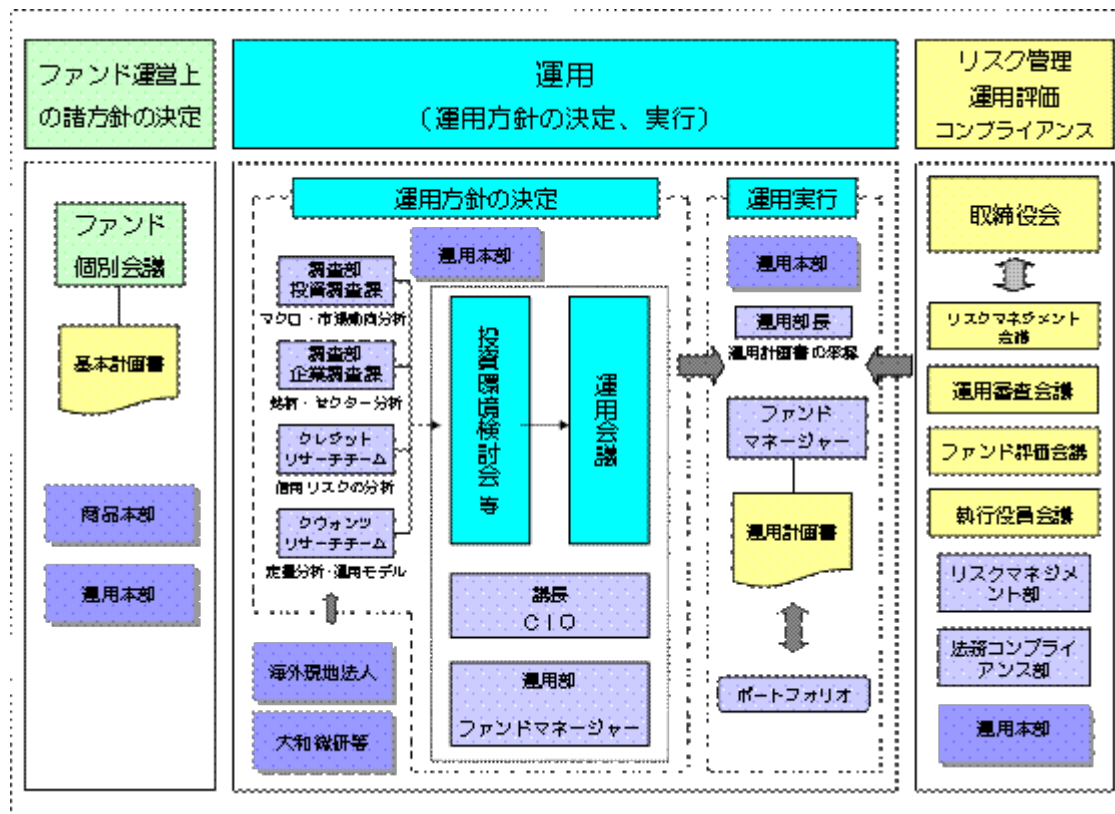 ファンド運営上
の諸方針の決定
ファンド
個別会議
基本計画書
商品本部
運用本部
運用
(運用方針の決定、実行)
運用方針の決定
運用本部
調査部
投資調査課
マクロ・市場動向分析
調査部
企業調査課
銘柄・セクター分析
クレジット
リサーチチーム
信用リスクの分析
クウォンツ
リサーチチーム
定量分析・運用モデル
海外現地法人
大和総研等
投資環境検討会等
運用会議
議長
CIO
運用部
ファンドマネージャー
運用実行
運用本部
運用部長
運用計画書の承認
ファンド
マネージャー
運用計画書
ポートフォリオ
リスク管理
運用評価
コンプライアンス
取締役会
リスクマネジメント
会議
運用審査会議
ファンド評価会議
執行役員会議
リスクマネジメ
ント部
法務コンプライ
アンス部
運用本部